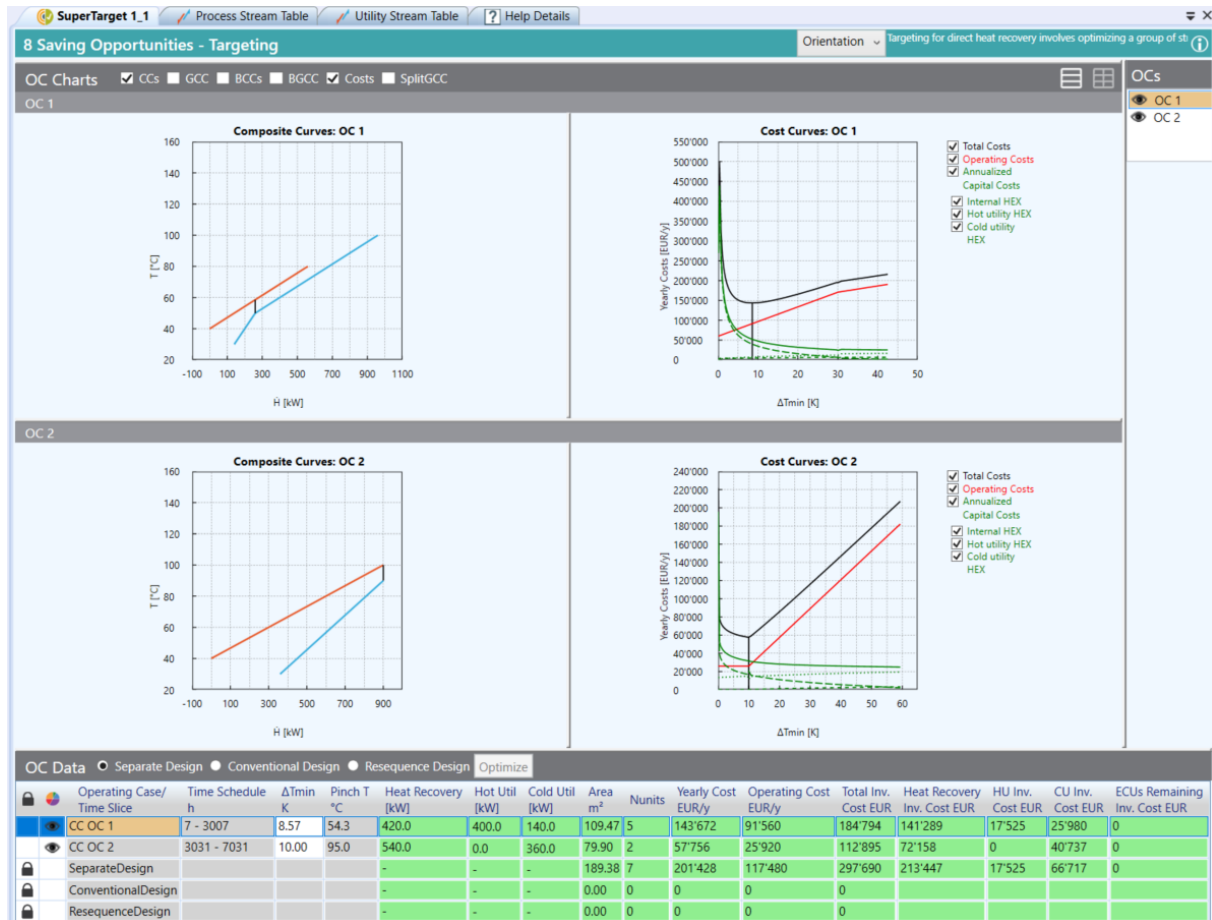 SuperTarget 1_1 Process Stream Table Utility Stream Table ? Help Details
8 Saving Opportunities - Targeting Orientation Targeting for direct heat recovery involves optimizing a group of
OC Charts CCs GCC BCCs BGCC Costs SplitGCC
OCs
OC 1
OC 2
OC 1
Composite Curves: OC 1
160
140
120
100
80
60
40
20
T [°C]
-100 100 300 500 700 900 1100
Ḣ [kW]
Cost Curves: OC 1
550'000
500'000
450'000
400'000
350'000
300'000
250'000
200'000
150'000
100'000
50'000
0
Yearly Costs [EUR/y]
0 10 20 30 40 50
ΔTmin [K]
Total Costs
Operating Costs
Annualized
Capital Costs
Internal HEX
Hot utility HEX
Cold utility
HEX
OC 2
Composite Curves: OC 2
160
140
120
100
80
60
40
20
T [°C]
-100 100 300 500 700 900
Ḣ [kW]
Cost Curves: OC 2
240'000
220'000
200'000
180'000
160'000
140'000
120'000
100'000
80'000
60'000
40'000
20'000
0
Yearly Costs [EUR/y]
0 10 20 30 40 50 60
ΔTmin [K]
Total Costs
Operating Costs
Annualized
Capital Costs
Internal HEX
Hot utility HEX
Cold utility
HEX
OC Data Separate Design Conventional Design Resequence Design Optimize
Operating Case/ Time Schedule ΔTmin Pinch T Heat Recovery Hot Util Cold Util Area Nunits Yearly Cost Operating Cost Total Inv. Heat Recovery HU Inv. CU Inv. ECUs Remaining
Time Slice h K °C [kW] [kW] [kW] m² EUR/y EUR/y Cost EUR Inv. Cost EUR Cost EUR Cost EUR Inv. Cost EUR
CC OC 1 7 - 3007 8.57 54.3 420.0 400.0 140.0 109.47 5 143'672 91'560 184'794 141'289 17'525 25'980 0
CC OC 2 3031 - 7031 10.00 95.0 540.0 0.0 360.0 79.90 2 57'756 25'920 112'895 72'158 0 40'737 0
SeparateDesign - - - 189.38 7 201'428 117'480 297'690 213'447 17'525 66'717 0
ConventionalDesign - - - 0.00 0 0 0 0
ResequenceDesign - - - 0.00 0 0 0 0